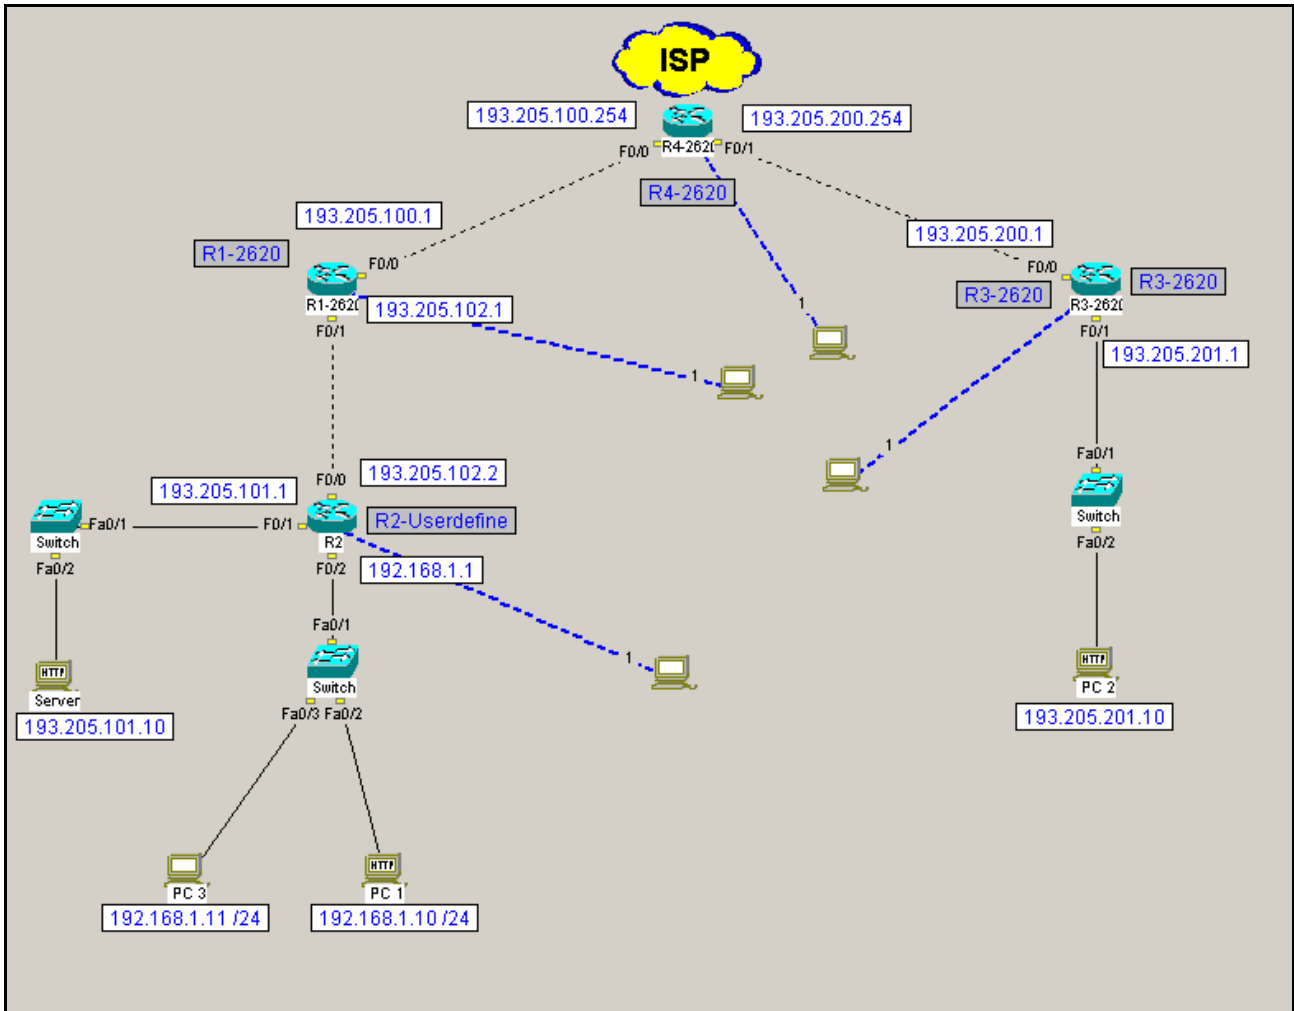 ISP
193.205.100.254
193.205.200.254
F0/0
R4-262
F0/1
R4-2620
193.205.100.1
193.205.200.1
R1-2620
F0/0
F0/0
R3-2620
R3-2620
R1-262
193.205.102.1
R3-262
F0/1
F0/1
193.205.201.1
1
1
1
Fa0/1
F0/0
193.205.102.2
193.205.101.1
Fa0/1
F0/1
R2-Userdefine
Switch
Switch
R2
Fa0/2
Fa0/2
F0/2
192.168.1.1
Fa0/1
1
HTTP
HTTP
Switch
PC 2
Server
Fa0/3
Fa0/2
193.205.201.10
193.205.101.10
HTTP
PC 3
PC 1
192.168.1.11 /24
192.168.1.10 /24